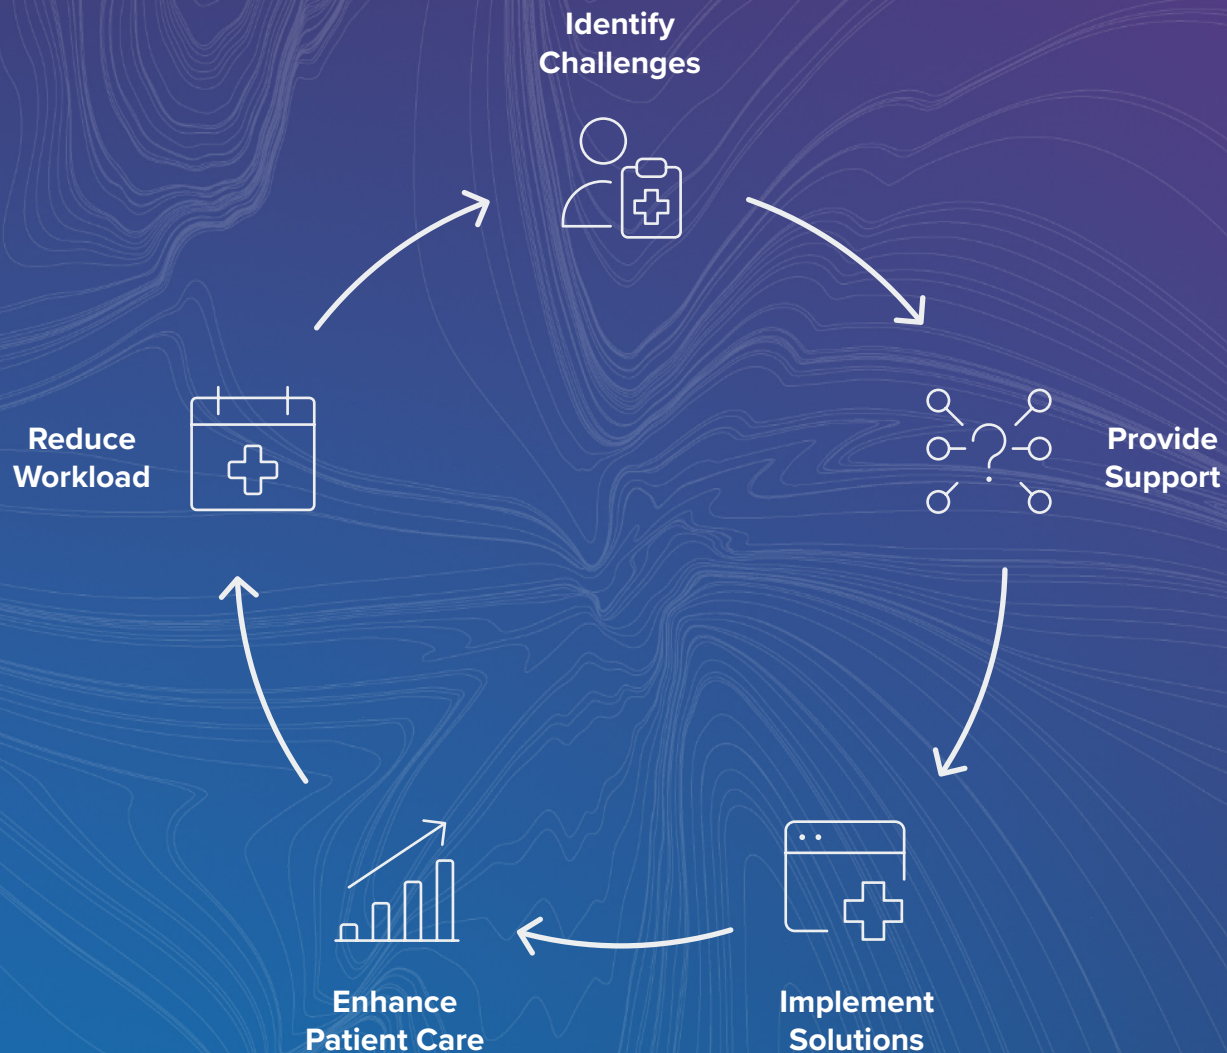 Identify
Challenges
Provide
Support
Implement
Solutions
Enhance
Patient Care
Reduce
Workload